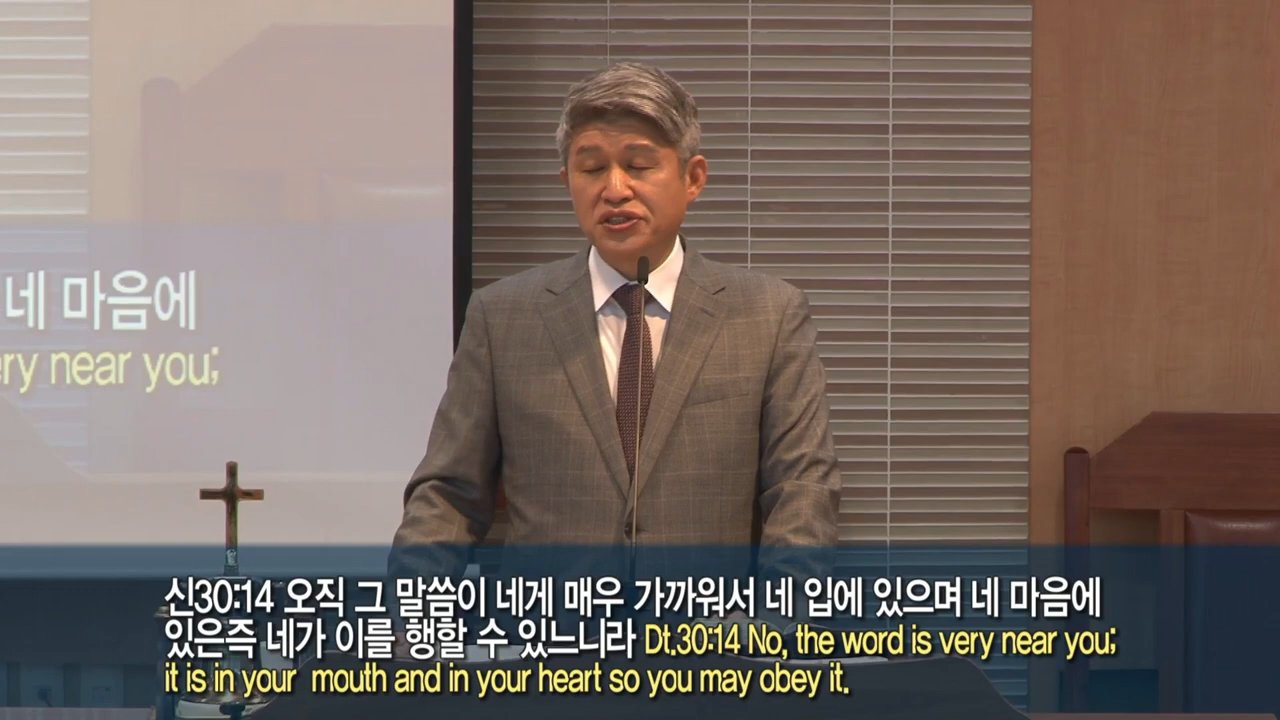 네 마음에
ery near you;
신30:14 오직 그 말씀이 네게 매우 가까워서 네 입에 있으며 네 마음에
있은즉 네가 이를 행할 수 있느니라 Dt.30:14 No, the word is very near you;
it is in your  mouth and in your heart so you may obey it.